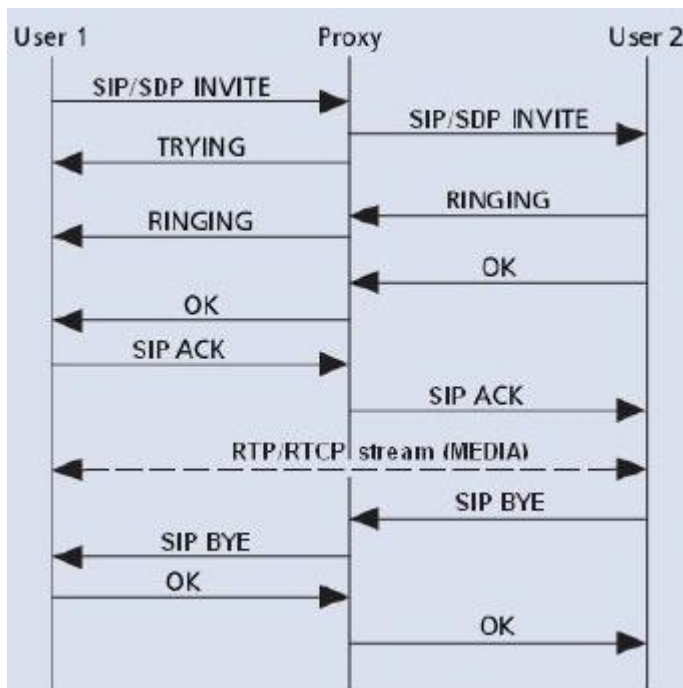 User 1 Proxy User 2
SIP/SDP INVITE
SIP/SDP INVITE
TRYING
RINGING
RINGING
OK
OK
SIP ACK
SIP ACK
RTP/RTCP stream (MEDIA)
SIP BYE
SIP BYE
OK
OK